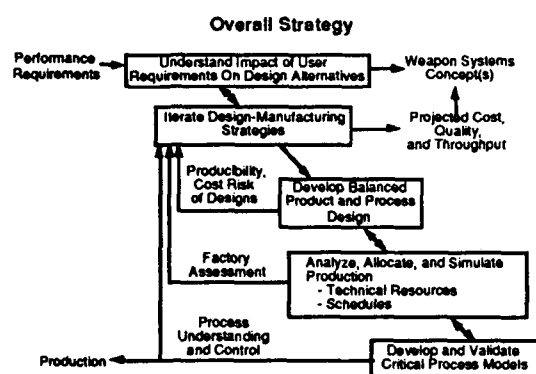 Overall Strategy
Performance
Requirements
Understand Impact of User
Requirements On Design Alternatives
Weapon Systems
Concept(s)
Iterate Design-Manufacturing
Strategies
Projected Cost,
Quality,
and Throughput
Producibility,
Cost Risk
of Designs
Develop Balanced
Product and Process
Design
Factory
Assessment
Analyze, Allocate, and Simulate
Production
- Technical Resources
- Schedules
Process
Understanding
and Control
Production
Develop and Validate
Critical Process Models